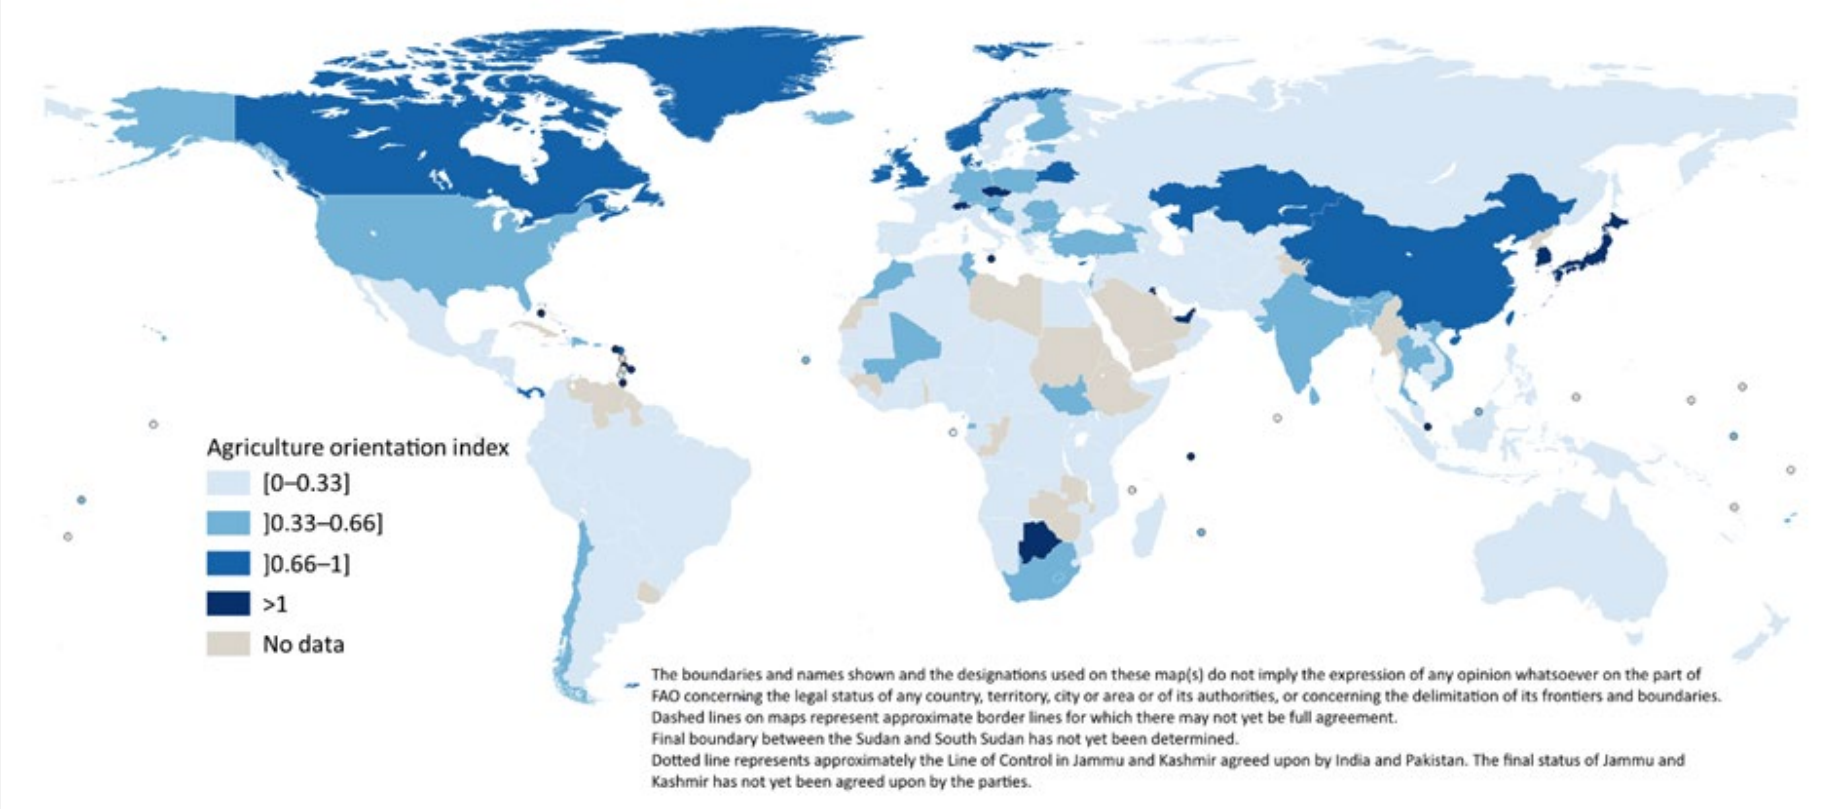 Agriculture orientation index
[0–0.33]
]0.33–0.66]
]0.66–1]
>1
No data
The boundaries and names shown and the designations used on these map(s) do not imply the expression of any opinion whatsoever on the part of
FAO concerning the legal status of any country, territory, city or area or of its authorities, or concerning the delimitation of its frontiers and boundaries.
Dashed lines on maps represent approximate border lines for which there may not yet be full agreement.
Final boundary between the Sudan and South Sudan has not yet been determined.
Dotted line represents approximately the Line of Control in Jammu and Kashmir agreed upon by India and Pakistan. The final status of Jammu and
Kashmir has not yet been agreed upon by the parties.